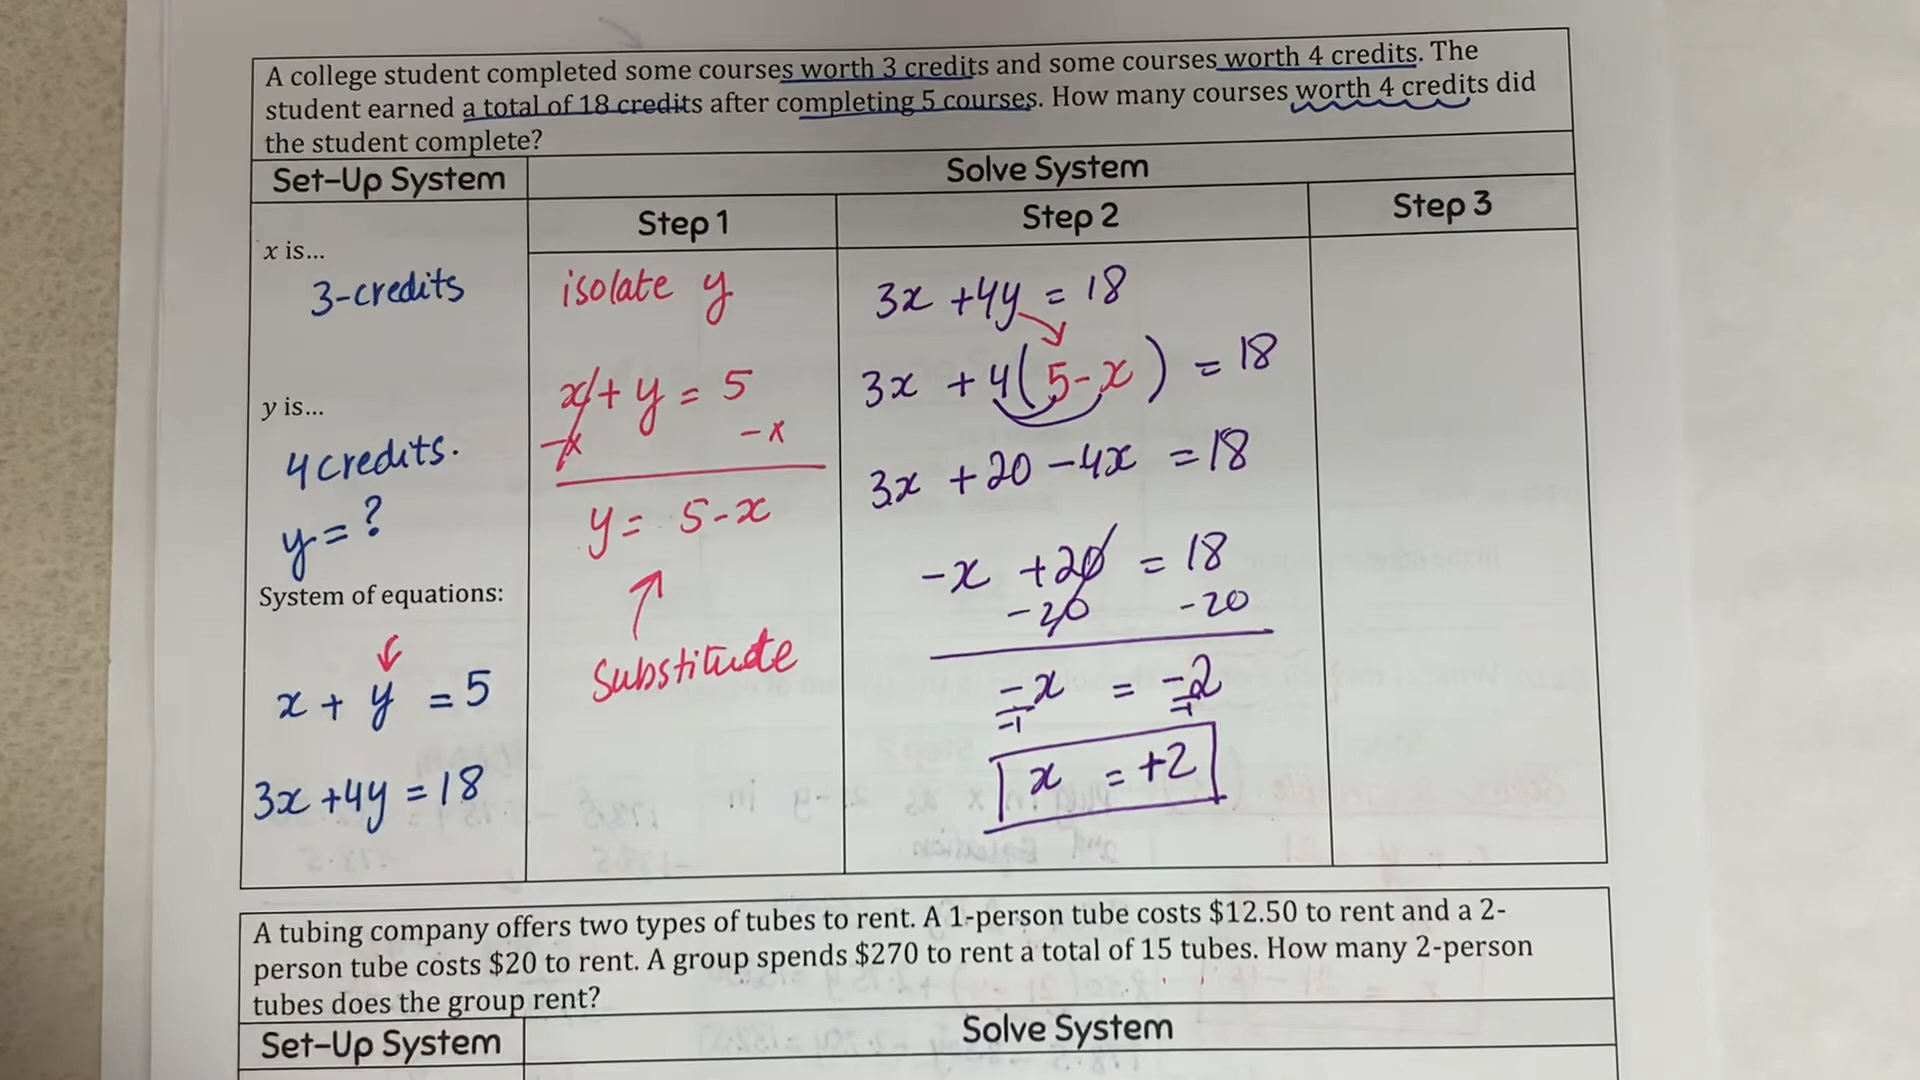 A college student completed some courses worth 3 credits and some courses worth 4 credits. The
student earned a total of 18 credits after completing 5 courses. How many courses worth 4 credits did
the student complete?
Set-Up System
Solve System
Step 1
Step 2
Step 3
x is...
3-credits
y is...
4 credits.
y = ?
System of equations:
x + y = 5
3x + 4y = 18
isolate y
x + y = 5
-x -x
y = 5-x
Substitude
3x + 4y = 18
3x + 4(5-x) = 18
3x + 20 - 4x = 18
-x + 20 = 18
-20 -20
-x = -2
-1 -1
x = +2
A tubing company offers two types of tubes to rent. A 1-person tube costs $12.50 to rent and a 2-
person tube costs $20 to rent. A group spends $270 to rent a total of 15 tubes. How many 2-person
tubes does the group rent?
Set-Up System
Solve System